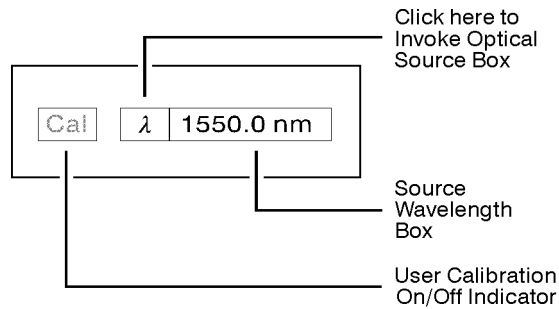 Click here to
Invoke Optical
Source Box
Cal
λ 1550.0 nm
Source
Wavelength
Box
User Calibration
On/Off Indicator